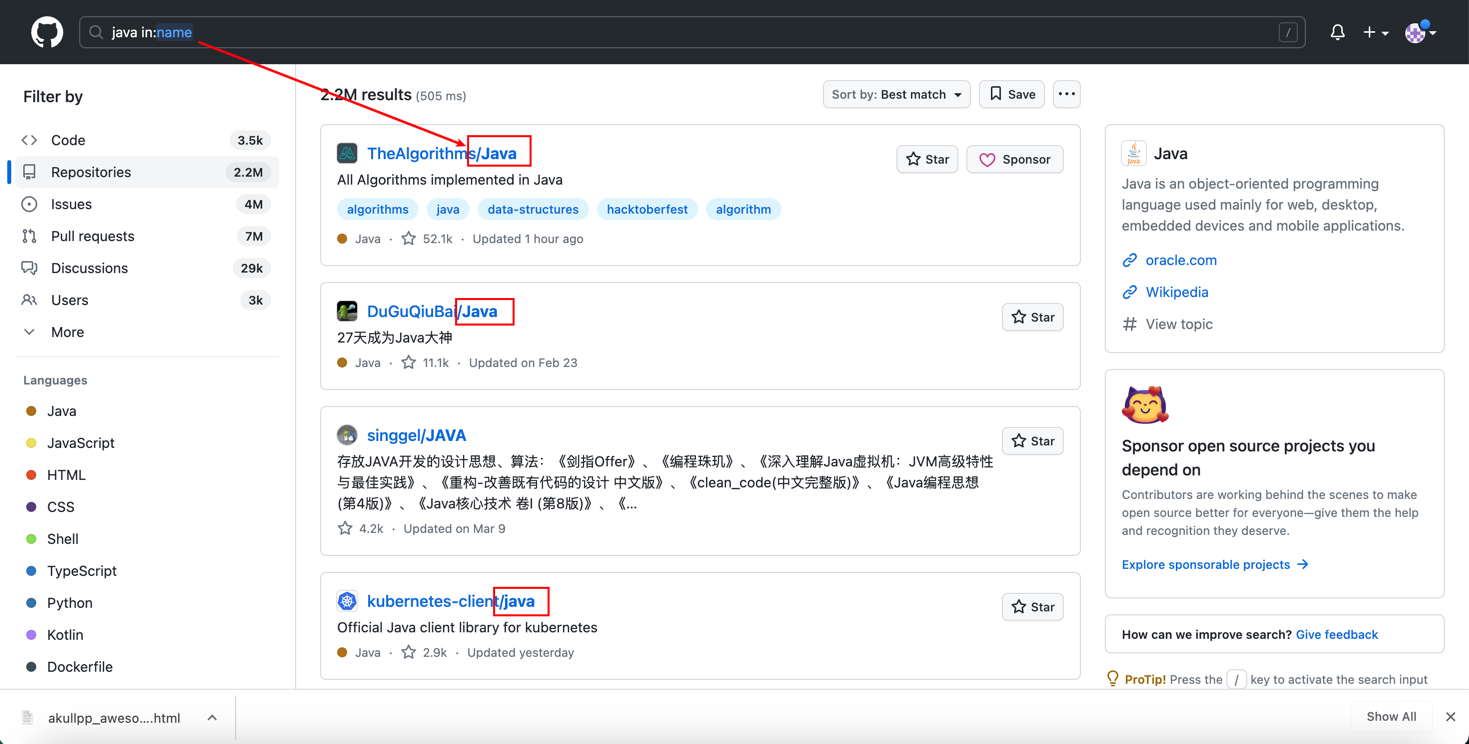 java in:name
/
Filter by
Code 3.5k
Repositories 2.2M
Issues 4M
Pull requests 7M
Discussions 29k
Users 3k
More
Languages
Java
JavaScript
HTML
CSS
Shell
TypeScript
Python
Kotlin
Dockerfile
2.2M results (505 ms)
Sort by: Best match
Save
TheAlgorithms/Java
Star
Sponsor
All Algorithms implemented in Java
algorithms java data-structures hacktoberfest algorithm
Java · 52.1k · Updated 1 hour ago
DuGuQiuBai/Java
Star
27天成为Java大神
Java · 11.1k · Updated on Feb 23
singgel/JAVA
Star
存放JAVA开发的设计思想、算法：《剑指Offer》、《编程珠玑》、《深入理解Java虚拟机：JVM高级特性
与最佳实践》、《重构-改善既有代码的设计 中文版》、《clean_code(中文完整版)》、《Java编程思想
(第4版)》、《Java核心技术 卷I (第8版)》、《...
4.2k · Updated on Mar 9
kubernetes-client/java
Star
Official Java client library for kubernetes
Java · 2.9k · Updated yesterday
Java
Java
Java is an object-oriented programming
language used mainly for web, desktop,
embedded devices and mobile applications.
oracle.com
Wikipedia
View topic
Sponsor open source projects you
depend on
Contributors are working behind the scenes to make
open source better for everyone—give them the help
and recognition they deserve.
Explore sponsorable projects →
How can we improve search? Give feedback
ProTip! Press the / key to activate the search input
akullpp_aweso....html
Show All